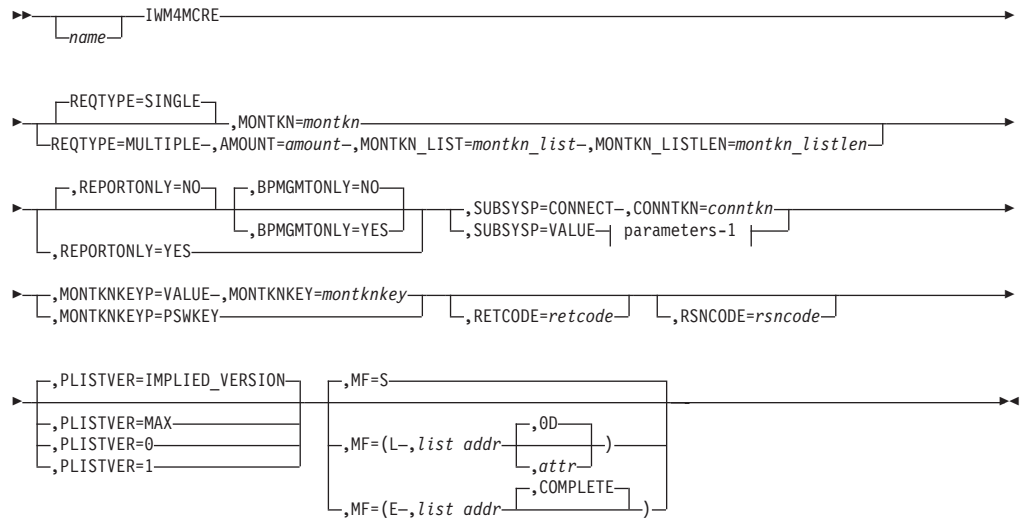 IWM4MCRE
name
REQTYPE=SINGLE
,MONTKN=montkn
REQTYPE=MULTIPLE ,AMOUNT=amount ,MONTKN_LIST=montkn_list ,MONTKN_LISTLEN=montkn_listlen
,REPORTONLY=NO ,BPMGMTONLY=NO
,SUBSYSP=CONNECT ,CONNTKN=conntkn
,BPMGMTONLY=YES ,SUBSYSP=VALUE parameters-1
,REPORTONLY=YES
,MONTKNKEYP=VALUE ,MONTKNKEY=montknkey
,MONTKNKEYP=PSWKEY ,RETCODE=retcode ,RSNCODE=rsncode
,PLISTVER=IMPLIED_VERSION ,MF=S
,PLISTVER=MAX ,0D
,PLISTVER=0 ,MF=(L ,list addr )
,PLISTVER=1 ,attr
,COMPLETE
,MF=(E ,list addr )